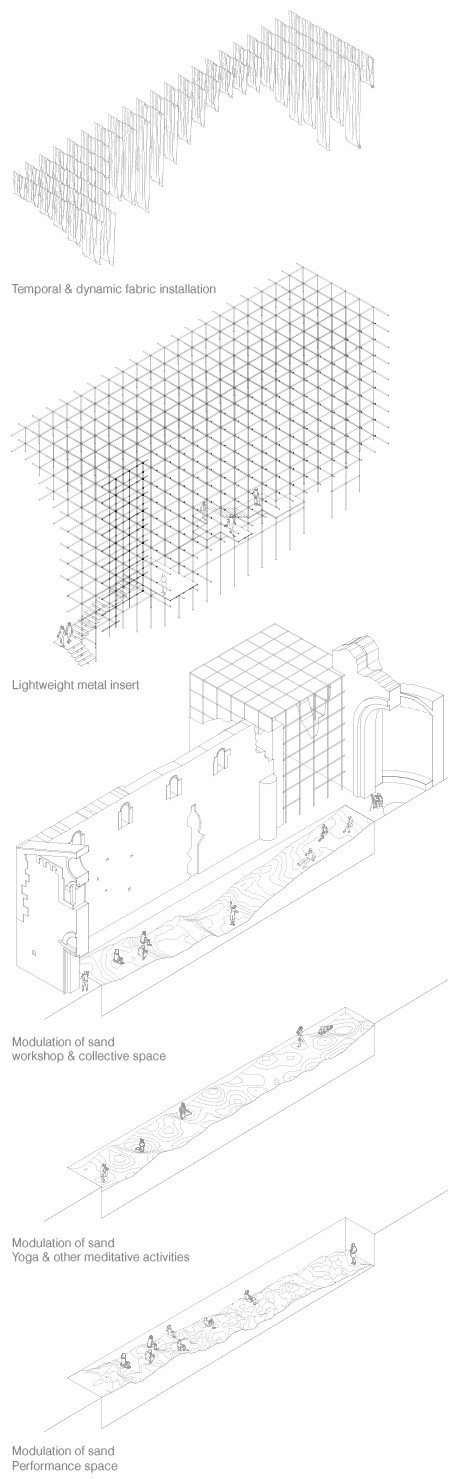 Temporal & dynamic fabric installation
Lightweight metal insert
Modulation of sand
workshop & collective space
Modulation of sand
Yoga & other meditative activities
Modulation of sand
Performance space